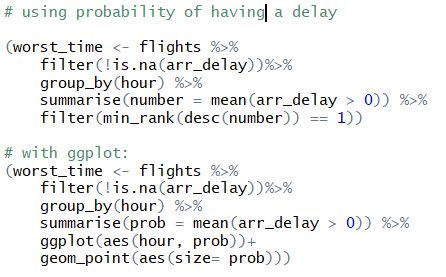 # using probability of having a delay
(worst_time <- flights %>%
filter(!is.na(arr_delay))%>%
group_by(hour) %>%
summarise(number = mean(arr_delay > 0)) %>%
filter(min_rank(desc(number)) == 1))
# with ggplot:
(worst_time <- flights %>%
filter(!is.na(arr_delay))%>%
group_by(hour) %>%
summarise(prob = mean(arr_delay > 0)) %>%
ggplot(aes(hour, prob))+
geom_point(aes(size= prob)))